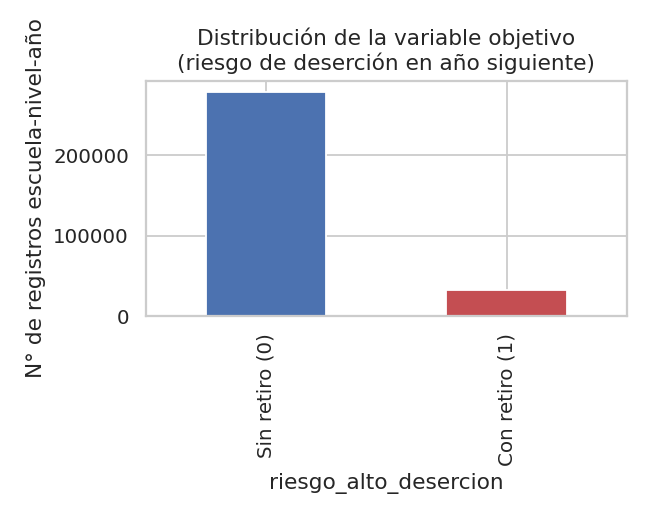 Distribución de la variable objetivo
(riesgo de deserción en año siguiente)
N° de registros escuela-nivel-año
200000
100000
0
Sin retiro (0)
Con retiro (1)
riesgo_alto_desercion